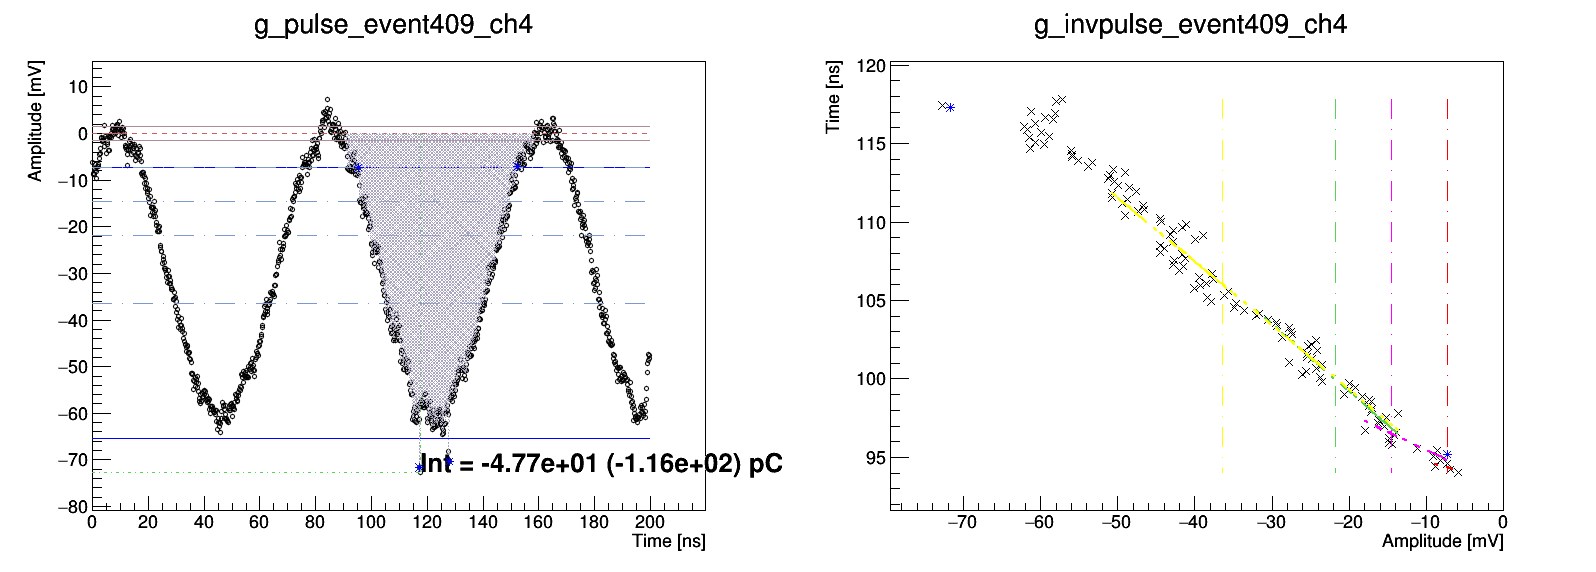 g_pulse_event409_ch4
Amplitude [mV]
10
0
−10
−20
−30
−40
−50
−60
−70
−80
Int = -4.77e+01 (-1.16e+02) pC
0 20 40 60 80 100 120 140 160 180 200
Time [ns]
g_invpulse_event409_ch4
Time [ns]
120
115
110
105
100
95
−70 −60 −50 −40 −30 −20 −10 0
Amplitude [mV]